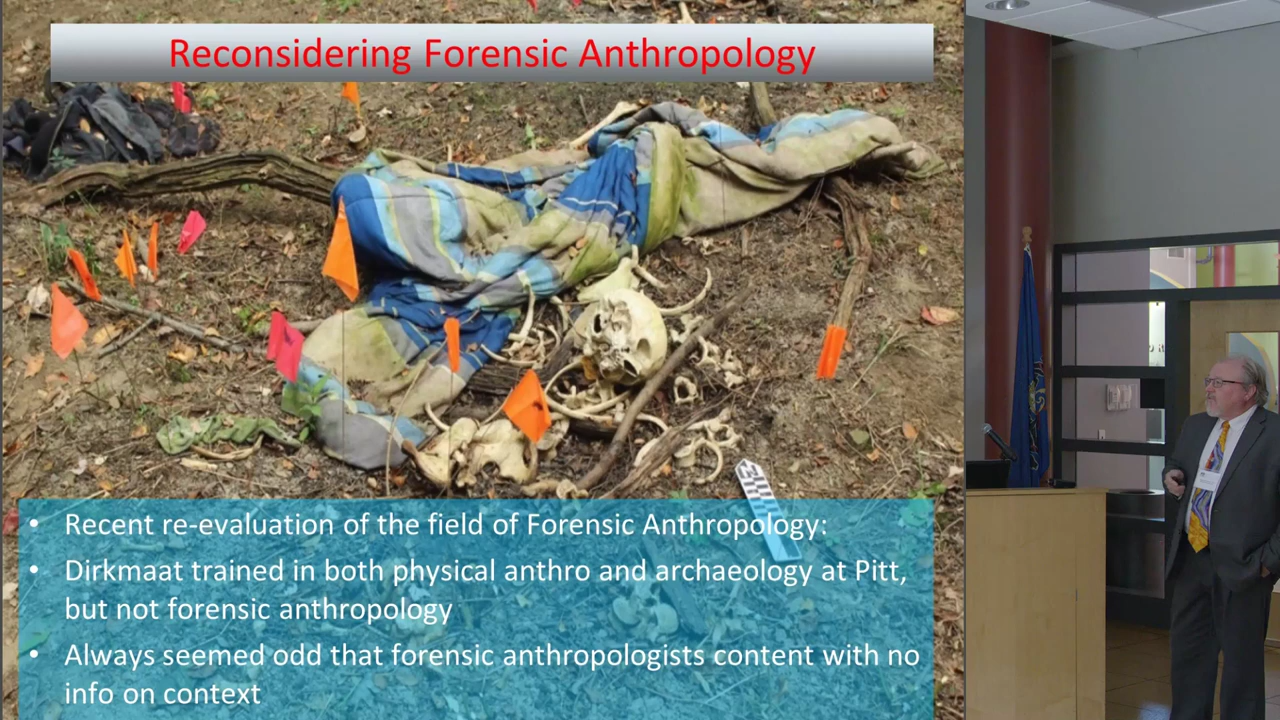 Reconsidering Forensic Anthropology
• Recent re-evaluation of the field of Forensic Anthropology:
• Dirkmaat trained in both physical anthro and archaeology at Pitt,
but not forensic anthropology
• Always seemed odd that forensic anthropologists content with no
info on context